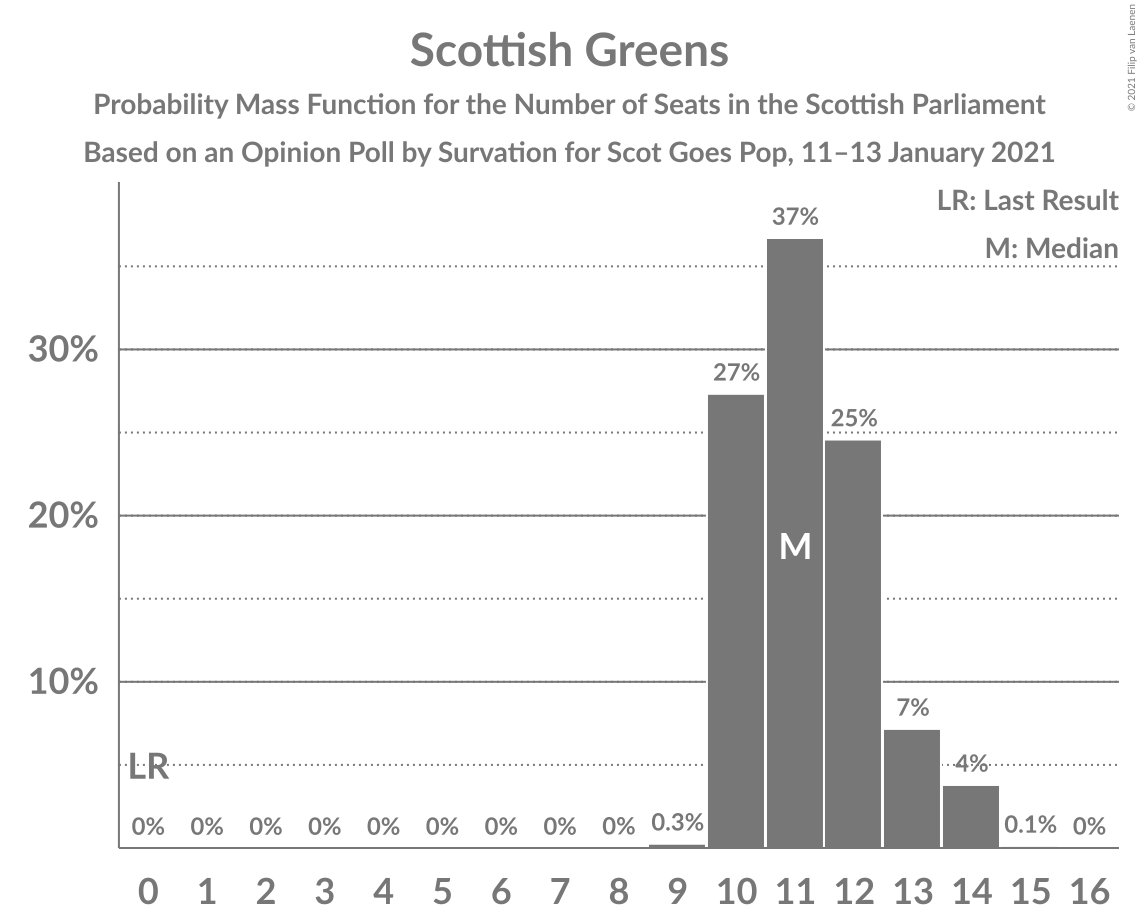 © 2021 Filip van Laenen
Scottish Greens
Probability Mass Function for the Number of Seats in the Scottish Parliament
Based on an Opinion Poll by Survation for Scot Goes Pop, 11–13 January 2021
LR: Last Result
M: Median
37%
30%
27%
25%
20%
M
10%
7%
LR
4%
0% 0% 0% 0% 0% 0% 0% 0% 0% 0.3% 0.1% 0%
0 1 2 3 4 5 6 7 8 9 10 11 12 13 14 15 16